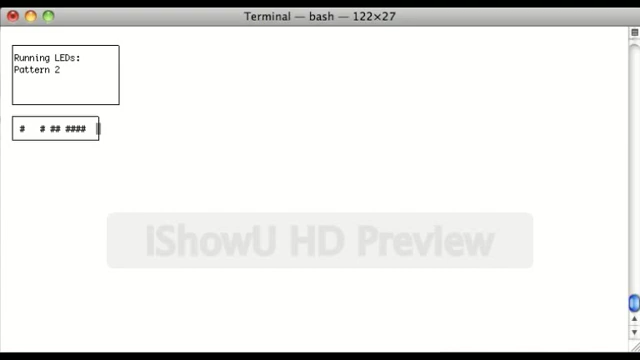 Terminal — bash — 122×27
Running LEDs:
Pattern 2
#  # ## ####
iShowU HD Preview